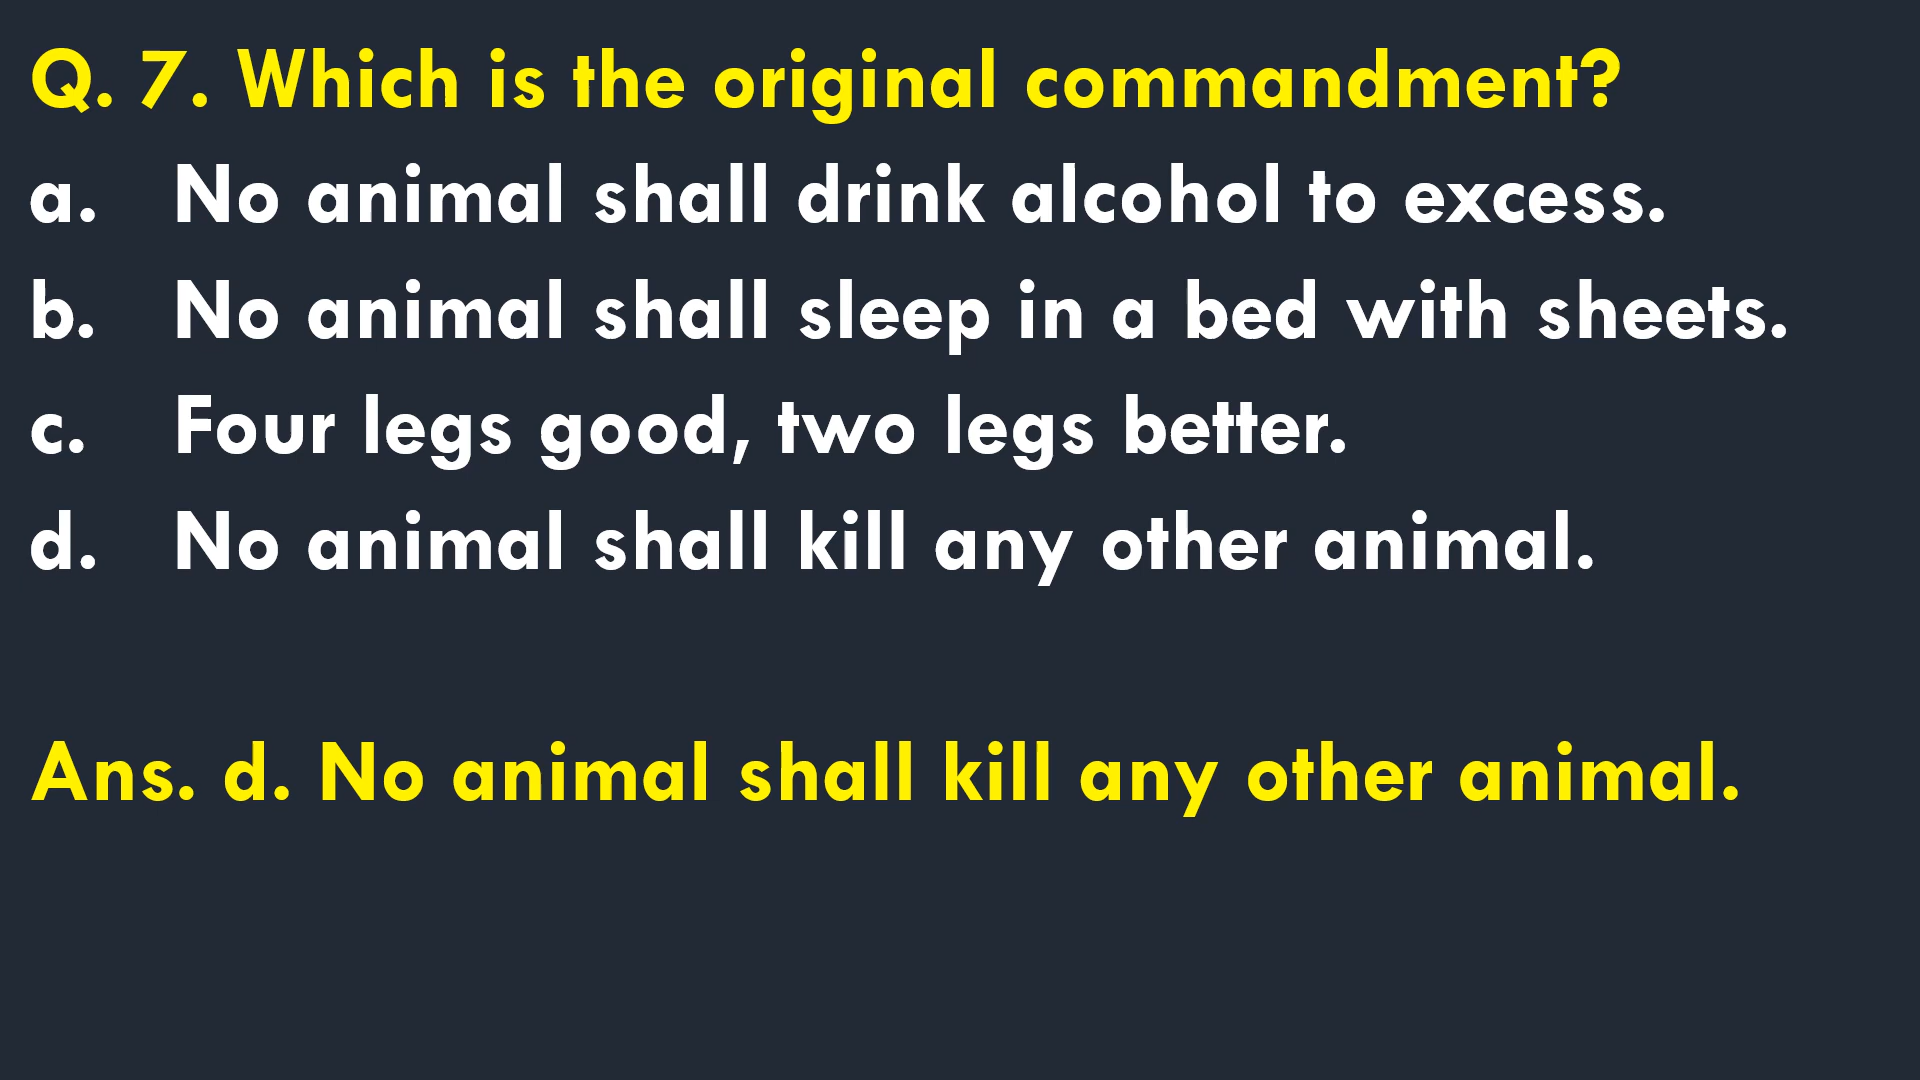 Q. 7. Which is the original commandment?
a. No animal shall drink alcohol to excess.
b. No animal shall sleep in a bed with sheets.
c. Four legs good, two legs better.
d. No animal shall kill any other animal.
Ans. d. No animal shall kill any other animal.